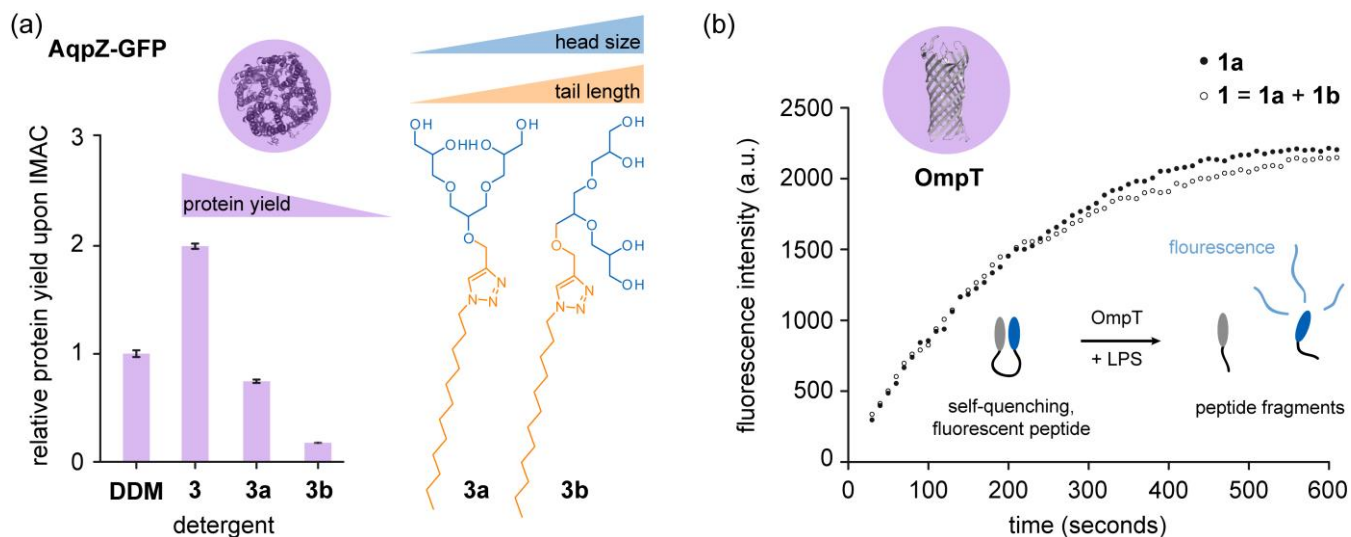 (a)
AqpZ-GFP
head size
tail length
3
2
1
0
relative protein yield upon IMAC
protein yield
DDM 3 3a 3b
detergent
OH OH
OHH OH
O O
O
N
N
N
3a
OH
OH
O
O
O
OH
OH
N
N
N
3b
(b)
OmpT
1a
1 = 1a + 1b
2500
2000
1500
1000
500
0
fluorescence intensity (a.u.)
0 100 200 300 400 500 600
time (seconds)
flourescence
OmpT
+ LPS
self-quenching,
fluorescent peptide
peptide fragments